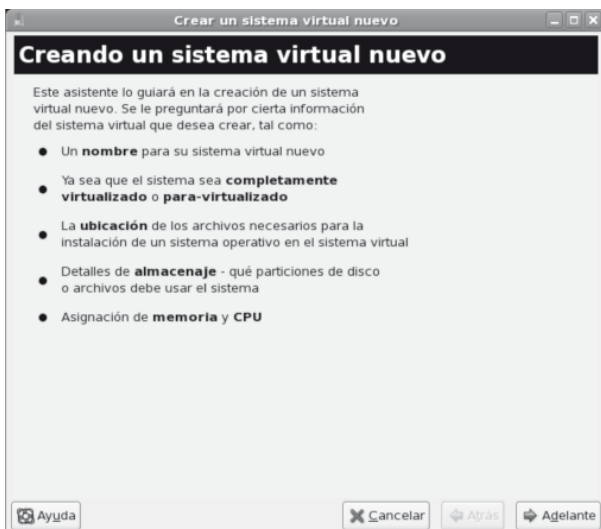 Crear un sistema virtual nuevo
Creando un sistema virtual nuevo
Este asistente lo guiará en la creación de un sistema
virtual nuevo. Se le preguntará por cierta información
del sistema virtual que desea crear, tal como:
● Un nombre para su sistema virtual nuevo
● Ya sea que el sistema sea completamente
virtualizado o para-virtualizado
● La ubicación de los archivos necesarios para la
instalación de un sistema operativo en el sistema virtual
● Detalles de almacenaje - qué particiones de disco
o archivos debe usar el sistema
● Asignación de memoria y CPU
Ayuda Cancelar Atrás Adelante